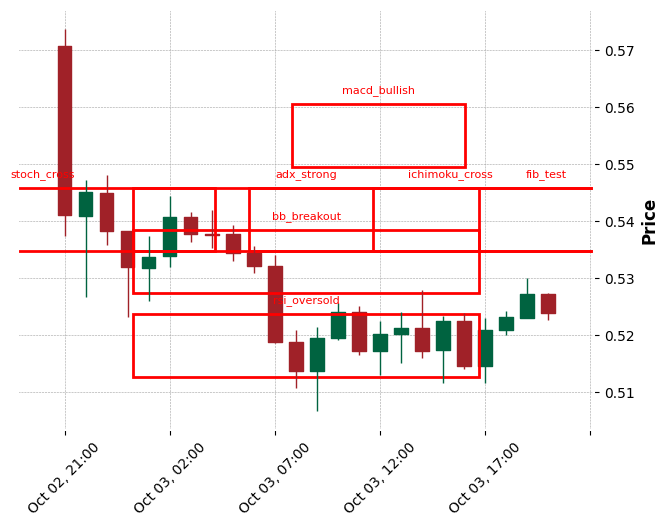 0.57
macd_bullish
0.56
0.55
stoch_cross
adx_strong
ichimoku_cross
fib_test
0.54
bb_breakout
0.53
rsi_oversold
0.52
0.51
Price
Oct 02, 21:00
Oct 03, 02:00
Oct 03, 07:00
Oct 03, 12:00
Oct 03, 17:00